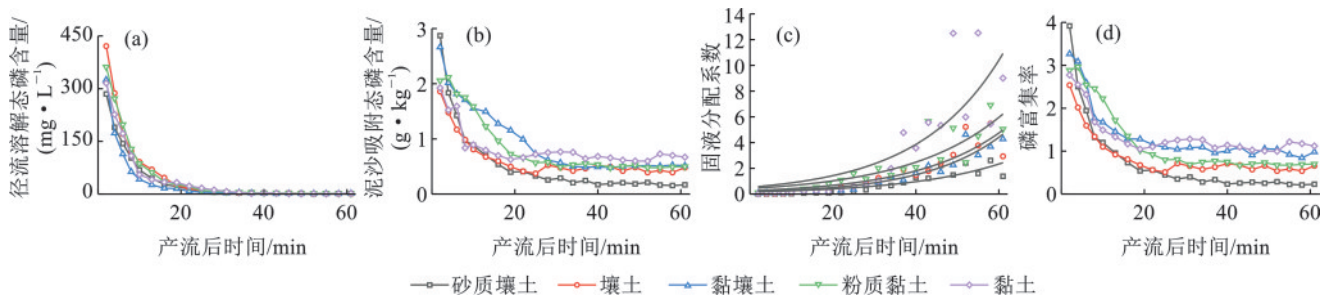 径流溶解态磷含量/
(mg·L⁻¹)
450
300
150
0
(a)
20
40
60
产流后时间/min
泥沙吸附态磷含量/
(g·kg⁻¹)
3
2
1
0
(b)
0
20
40
60
产流后时间/min
固液分配系数
14
12
10
8
6
4
2
0
(c)
20
40
60
产流后时间/min
磷富集率
4
3
2
1
0
(d)
0
20
40
60
产流后时间/min
砂质壤土 壤土 黏壤土 粉质黏土 黏土